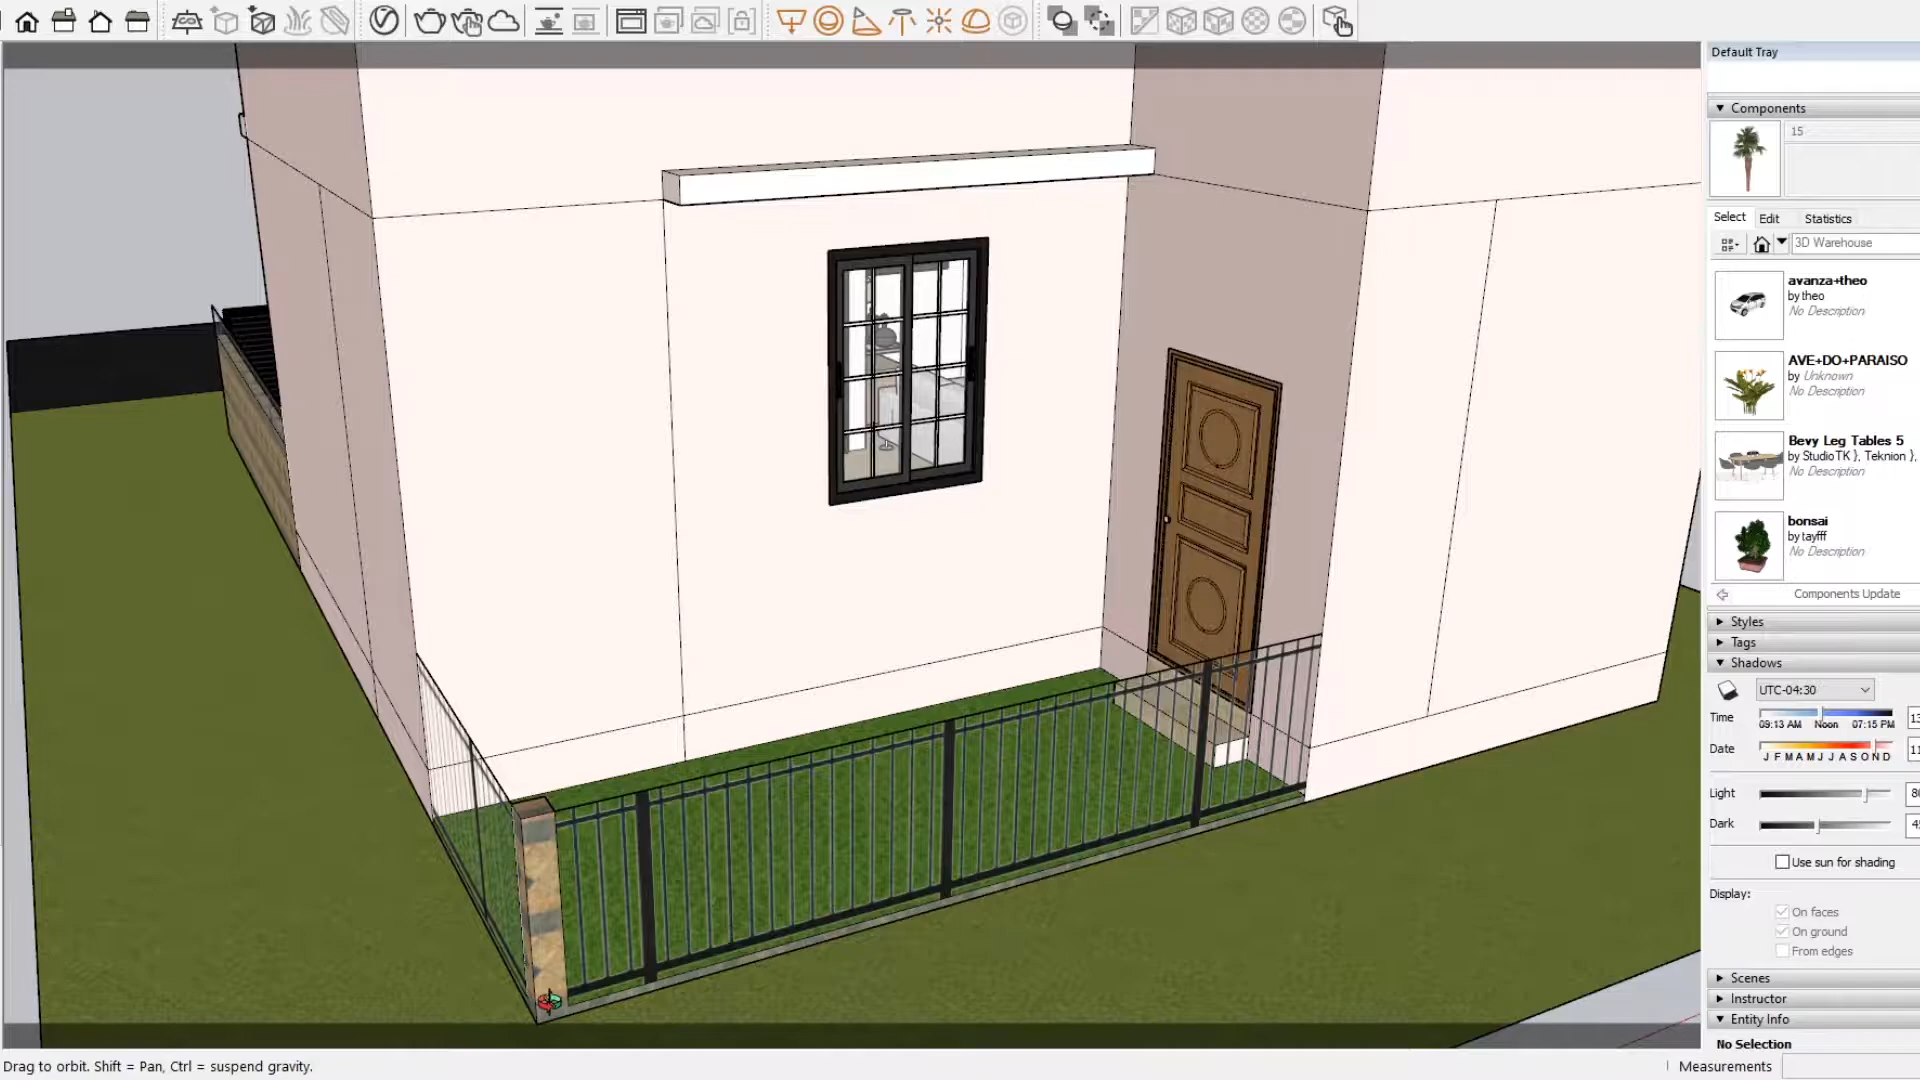 Default Tray
Components
15
Select Edit Statistics
3D Warehouse
avanza+theo
by theo
No Description
AVE+DO+PARAISO
by Unknown
No Description
Bevy Leg Tables 5
by StudioTK }, Teknion },
No Description
bonsai
by tayfff
No Description
Components Update
Styles
Tags
Shadows
UTC-04:30
Time
09:13 AM Noon 07:15 PM
13
Date
J F M A M J J A S O N D
11
Light
80
Dark
45
Use sun for shading
Display:
On faces
On ground
From edges
Scenes
Instructor
Entity Info
No Selection
Drag to orbit. Shift = Pan, Ctrl = suspend gravity.
Measurements